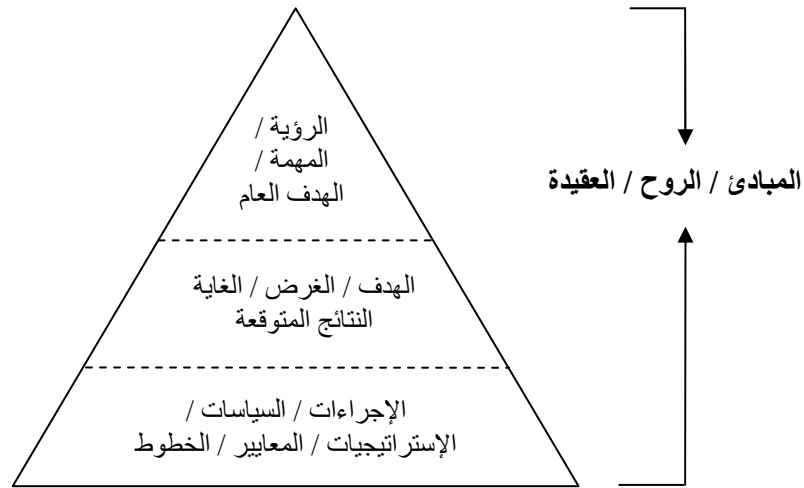 الرؤية /
المهمة /
الهدف العام
المبادئ / الروح / العقيدة
الهدف / الغرض / الغاية
النتائج المتوقعة
الإجراءات / السياسات /
الإستراتيجيات / المعايير / الخطوط